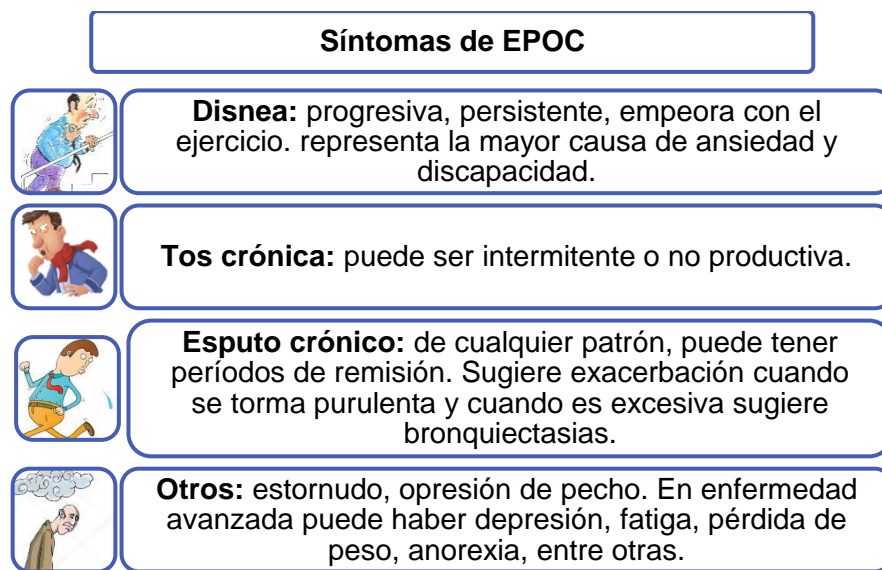 Síntomas de EPOC
Disnea: progresiva, persistente, empeora con el
ejercicio. representa la mayor causa de ansiedad y
discapacidad.
Tos crónica: puede ser intermitente o no productiva.
Esputo crónico: de cualquier patrón, puede tener
períodos de remisión. Sugiere exacerbación cuando
se torma purulenta y cuando es excesiva sugiere
bronquiectasias.
Otros: estornudo, opresión de pecho. En enfermedad
avanzada puede haber depresión, fatiga, pérdida de
peso, anorexia, entre otras.